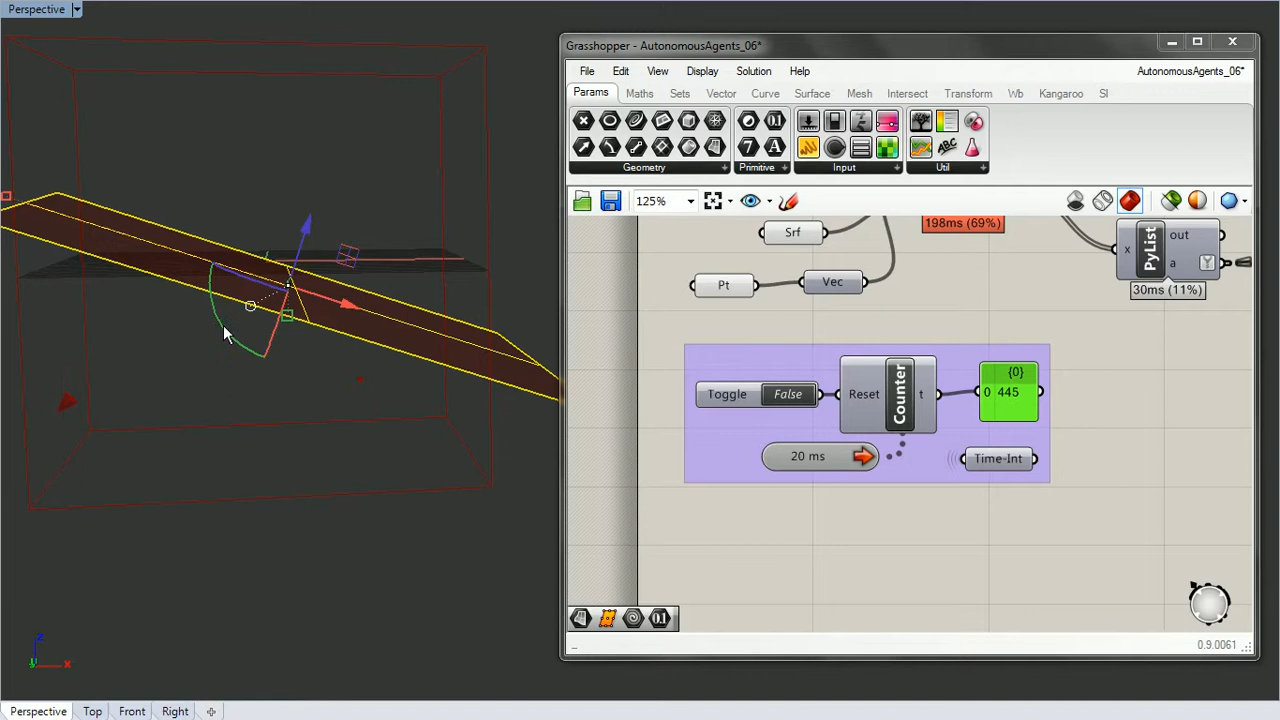 Perspective
Grasshopper - AutonomousAgents_06*
File Edit View Display Solution Help
AutonomousAgents_06*
Params Maths Sets Vector Curve Surface Mesh Intersect Transform Wb Kangaroo SI
Geometry Primitive Input Util
125%
198ms (69%)
Srf
Pt
Vec
x PyList out
a
30ms (11%)
Toggle False
Reset Counter t
{0}
0 445
20 ms
Time-Int
z
y x
0.9.0061
Perspective Top Front Right